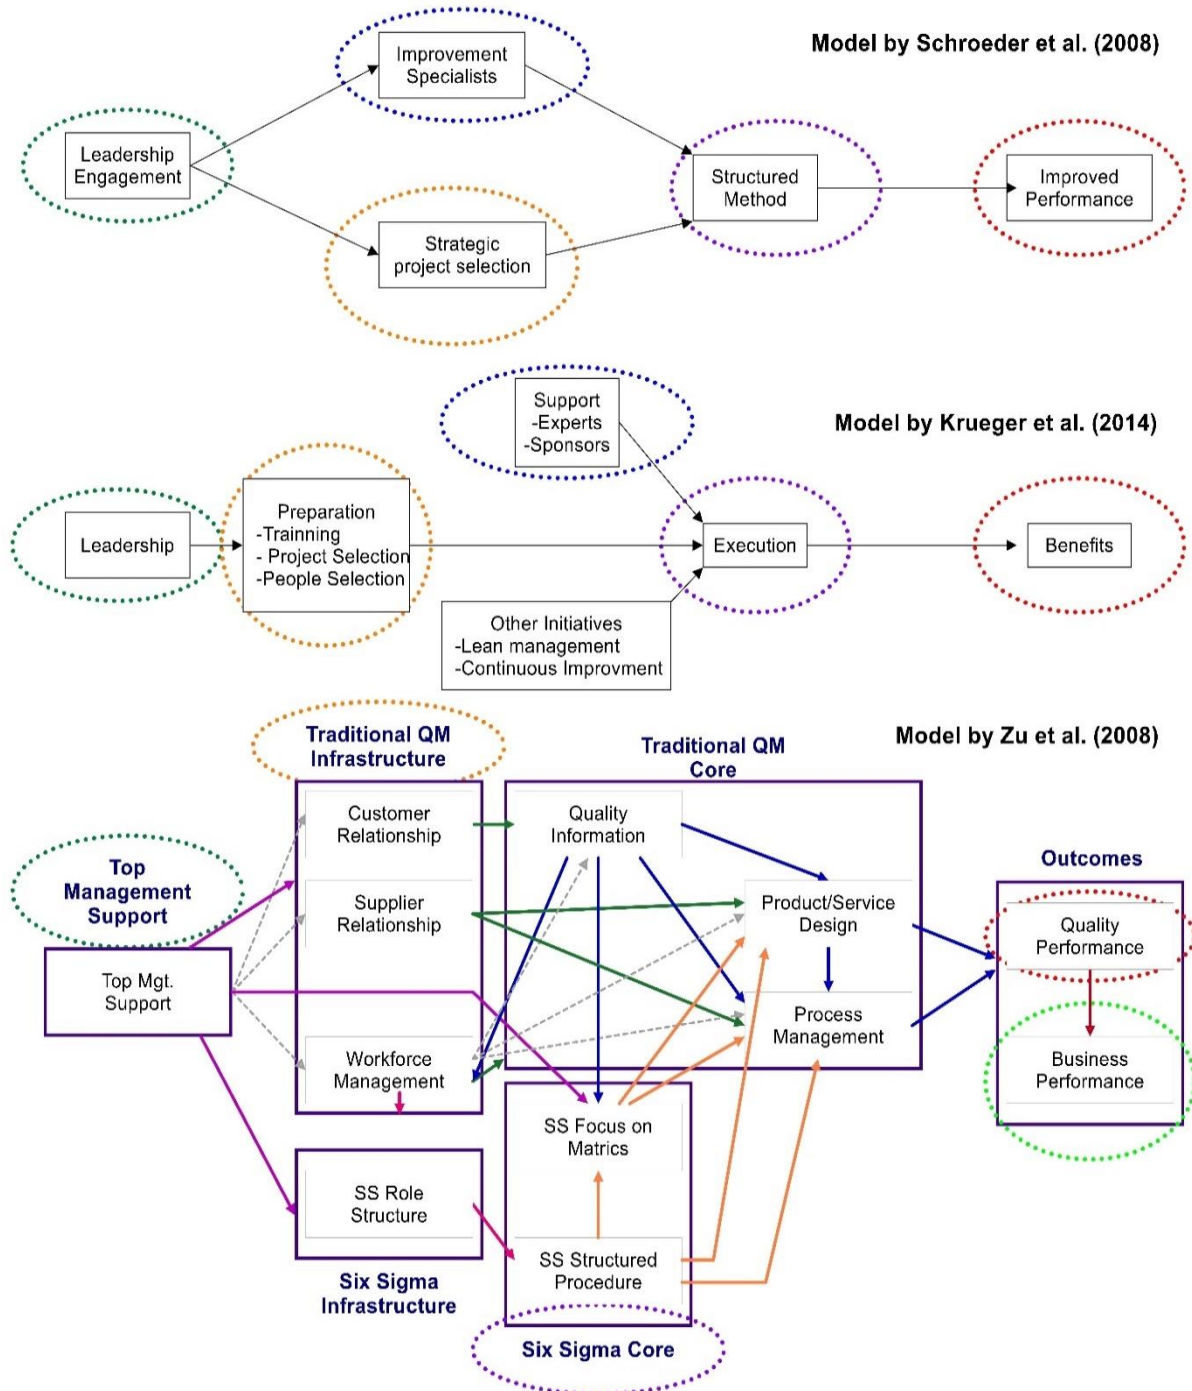 Model by Schroeder et al. (2008)
Improvement
Specialists
Leadership
Engagement
Structured
Method
Improved
Performance
Strategic
project selection
Model by Krueger et al. (2014)
Support
-Experts
-Sponsors
Leadership
Preparation
-Trainning
- Project Selection
-People Selection
Execution
Benefits
Other Initiatives
-Lean management
-Continuous Improvment
Model by Zu et al. (2008)
Traditional QM
Infrastructure
Traditional QM
Core
Customer
Relationship
Quality
Information
Top
Management
Support
Outcomes
Supplier
Relationship
Product/Service
Design
Quality
Performance
Top Mgt.
Support
Process
Management
Workforce
Management
Business
Performance
SS Focus on
Matrics
SS Role
Structure
SS Structured
Procedure
Six Sigma
Infrastructure
Six Sigma Core